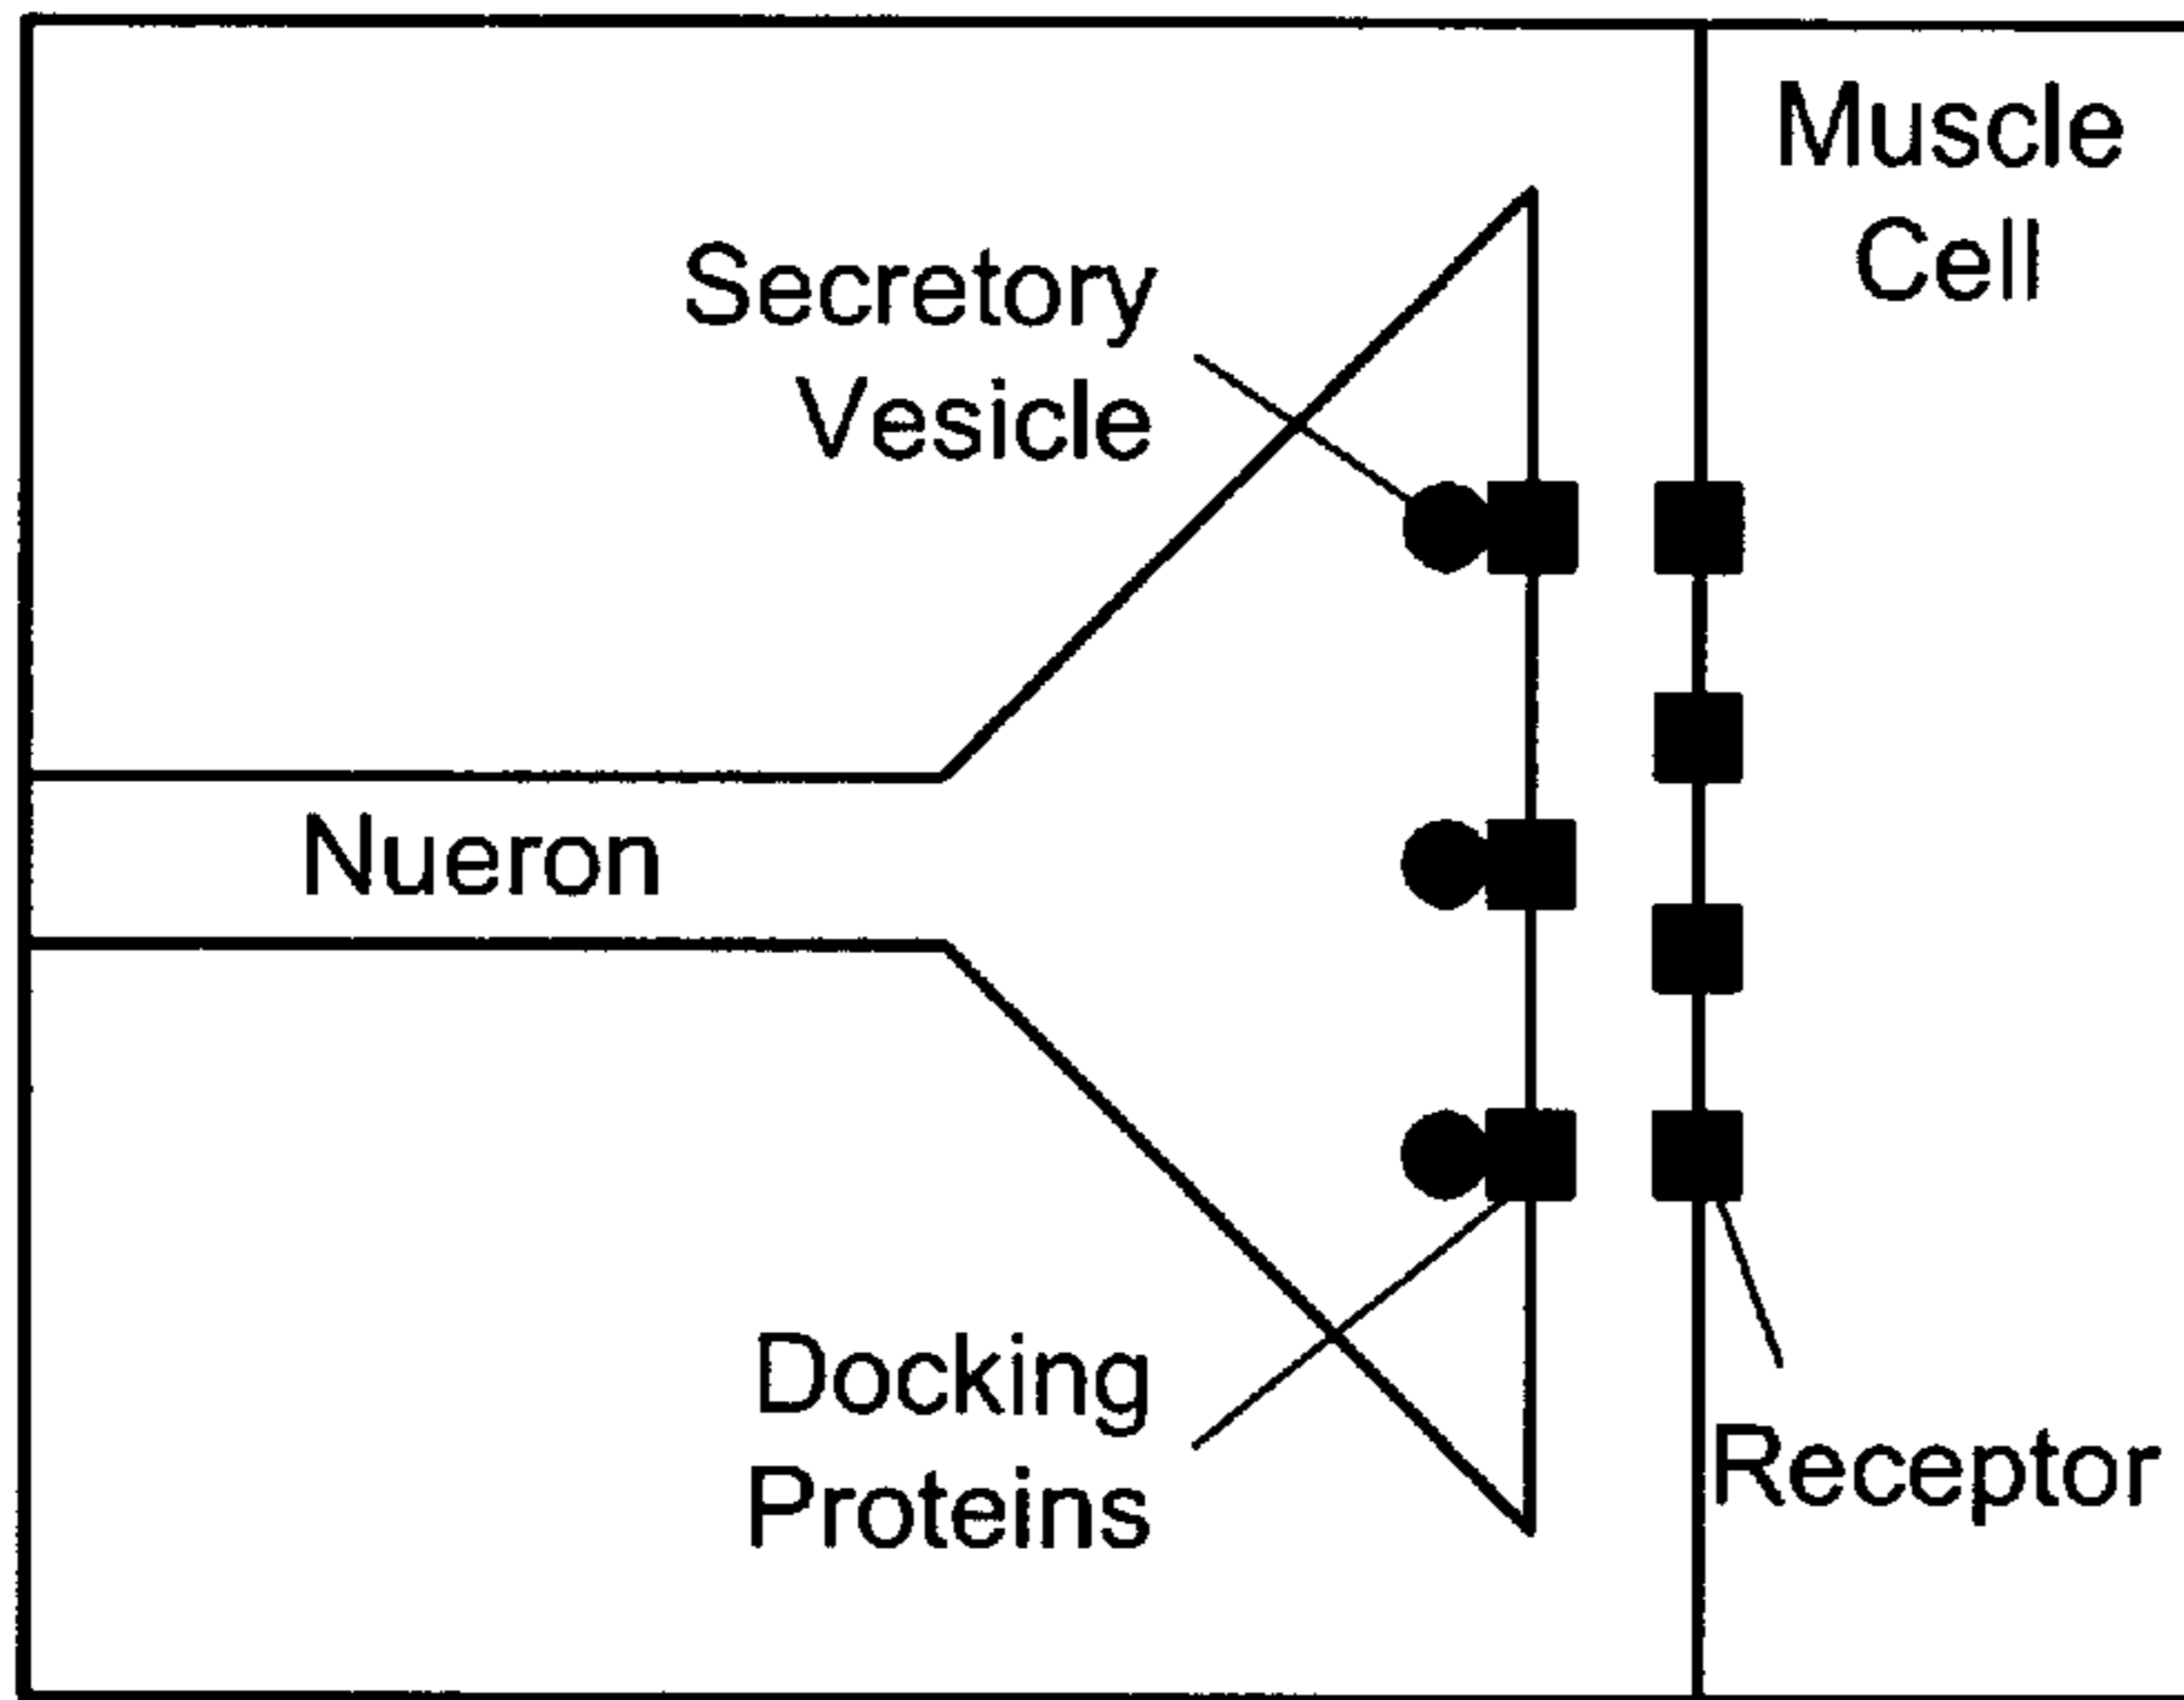 Muscle
Cell
Secretory
Vesicle
Nueron
Docking
Proteins
Receptor